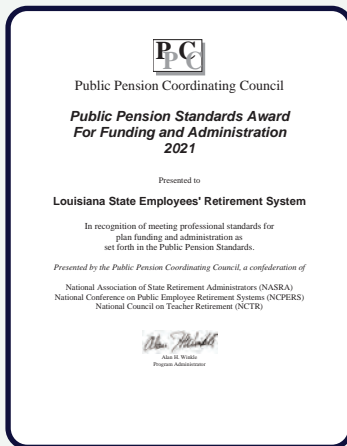 PPCC
Public Pension Coordinating Council
Public Pension Standards Award
For Funding and Administration
2021
Presented to
Louisiana State Employees' Retirement System
In recognition of meeting professional standards for
plan funding and administration as
set forth in the Public Pension Standards.
Presented by the Public Pension Coordinating Council, a confederation of
National Association of State Retirement Administrators (NASRA)
National Conference on Public Employee Retirement Systems (NCPERS)
National Council on Teacher Retirement (NCTR)
Alan H. Winkle
Alan H. Winkle
Program Administrator